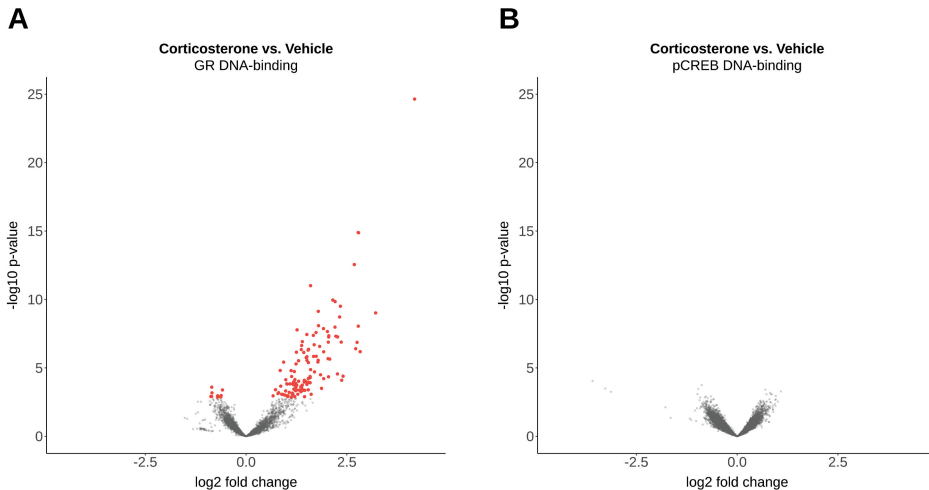 A
Corticosterone vs. Vehicle
GR DNA-binding
25
20
15
10
5
0
-log10 p-value
-2.5
0.0
2.5
log2 fold change
B
Corticosterone vs. Vehicle
pCREB DNA-binding
25
20
15
10
5
0
-log10 p-value
-2.5
0.0
2.5
log2 fold change